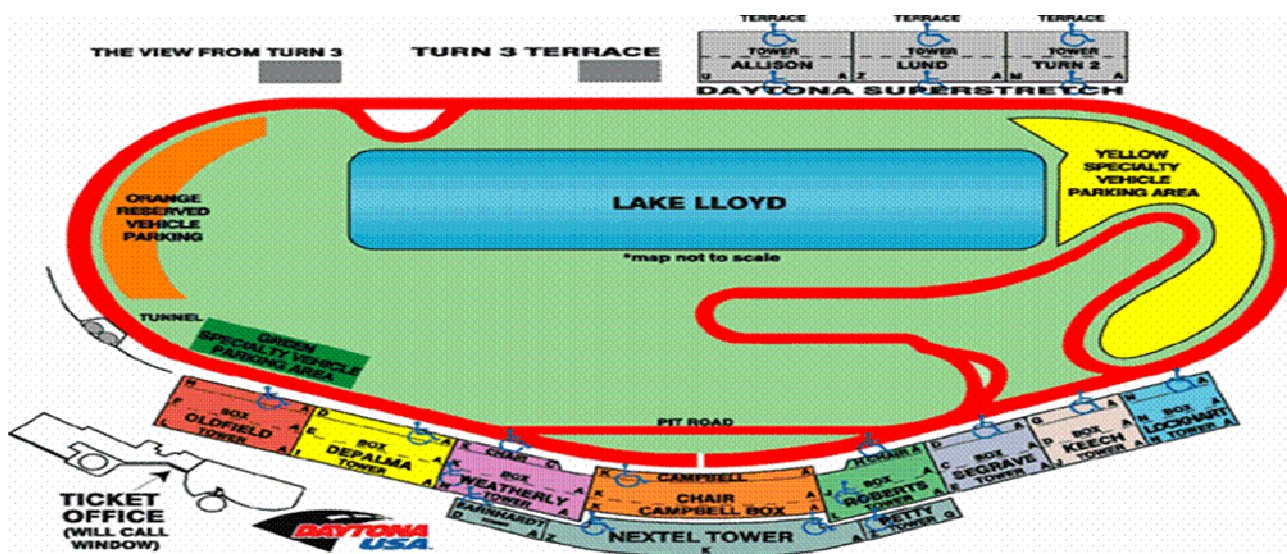 TERRACE TERRACE TERRACE
TOWER TOWER TOWER
ALLISON LUND TURN 2
U A Z A M A
DAYTONA SUPERSTRETCH
THE VIEW FROM TURN 3
TURN 3 TERRACE
ORANGE
RESERVED
VEHICLE
PARKING
LAKE LLOYD
*map not to scale
YELLOW
SPECIALTY
VEHICLE
PARKING AREA
TUNNEL
GREEN
SPECIALTY VEHICLE
PARKING AREA
PIT ROAD
BOX
OLDFIELD
TOWER
BOX
DEPALMA
TOWER
CHAIR
BOX
WEATHERLY
TOWER
CAMPBELL
CHAIR
CAMPBELL BOX
CHAIR
BOX
ROBERTS
TOWER
BOX
SEGRAVE
TOWER
BOX
KEECH
TOWER
BOX
LOCKHART
TOWER
EARNHARDT
NEXTEL TOWER
K
PETTY
TOWER
TICKET
OFFICE
(WILL CALL
WINDOW)
DAYTONA
USA